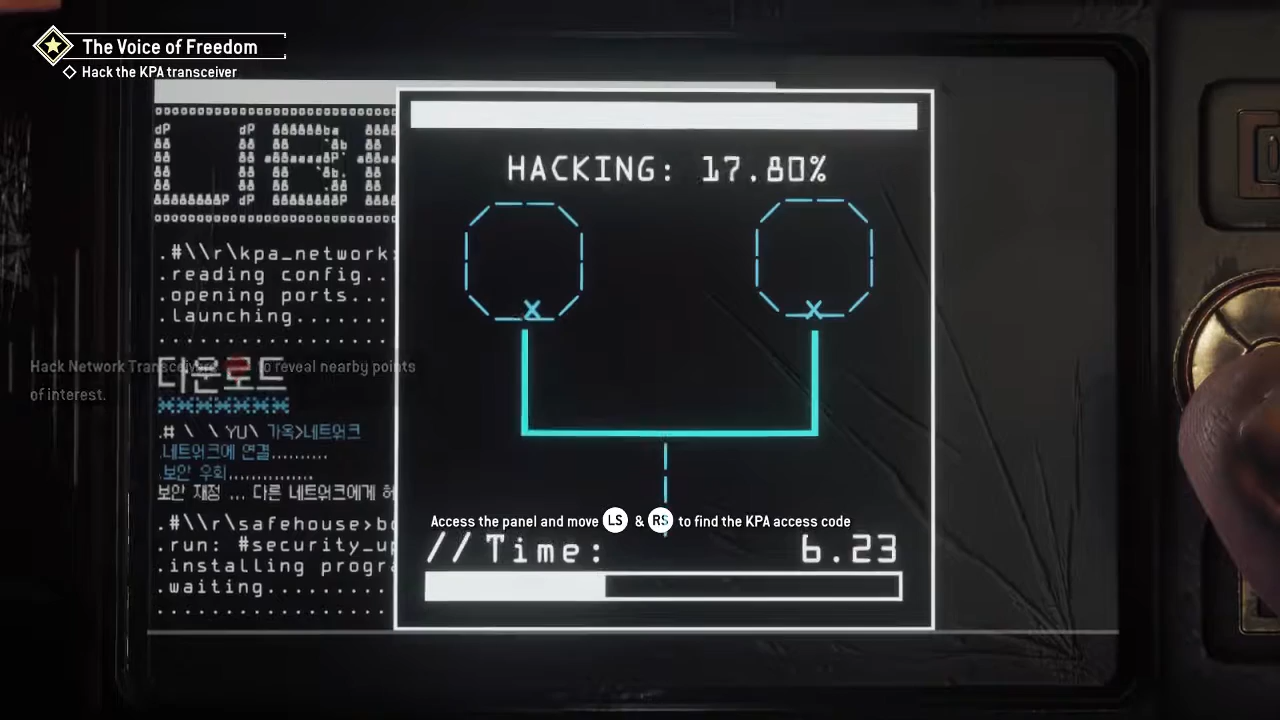 The Voice of Freedom
Hack the KPA transceiver
HACKING: 17.80%
.#\\r\kpa_network:
.reading config..
.opening ports...
.launching.......
Hack Network Transceivers to reveal nearby points
of interest.
다운로드
.# \ \ YU\ 가옥>네트워크
.네트워크에 연결..........
.보안 우회...............
보안 재정 ... 다른 네트워크에게 허
.#\\r\safehouse>bo
.run: #security_up
.installing progra
.waiting..........
Access the panel and move LS & RS to find the KPA access code
//Time: 6.23